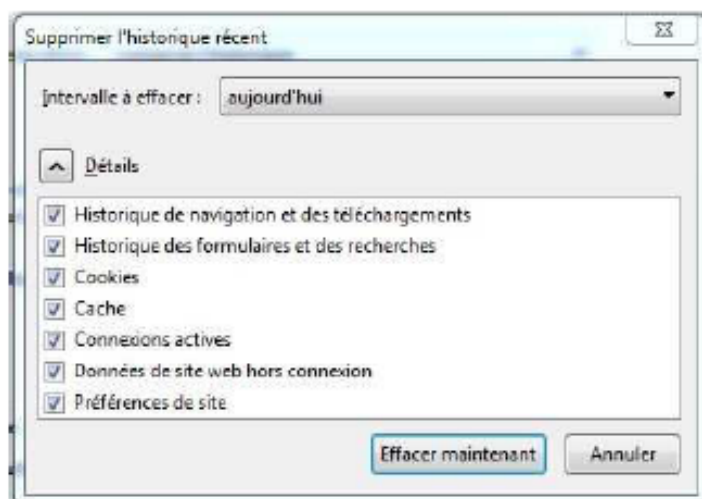 Supprimer l'historique récent
Intervalle à effacer : aujourd'hui
Détails
Historique de navigation et des téléchargements
Historique des formulaires et des recherches
Cookies
Cache
Connexions actives
Données de site web hors connexion
Préférences de site
Effacer maintenant Annuler